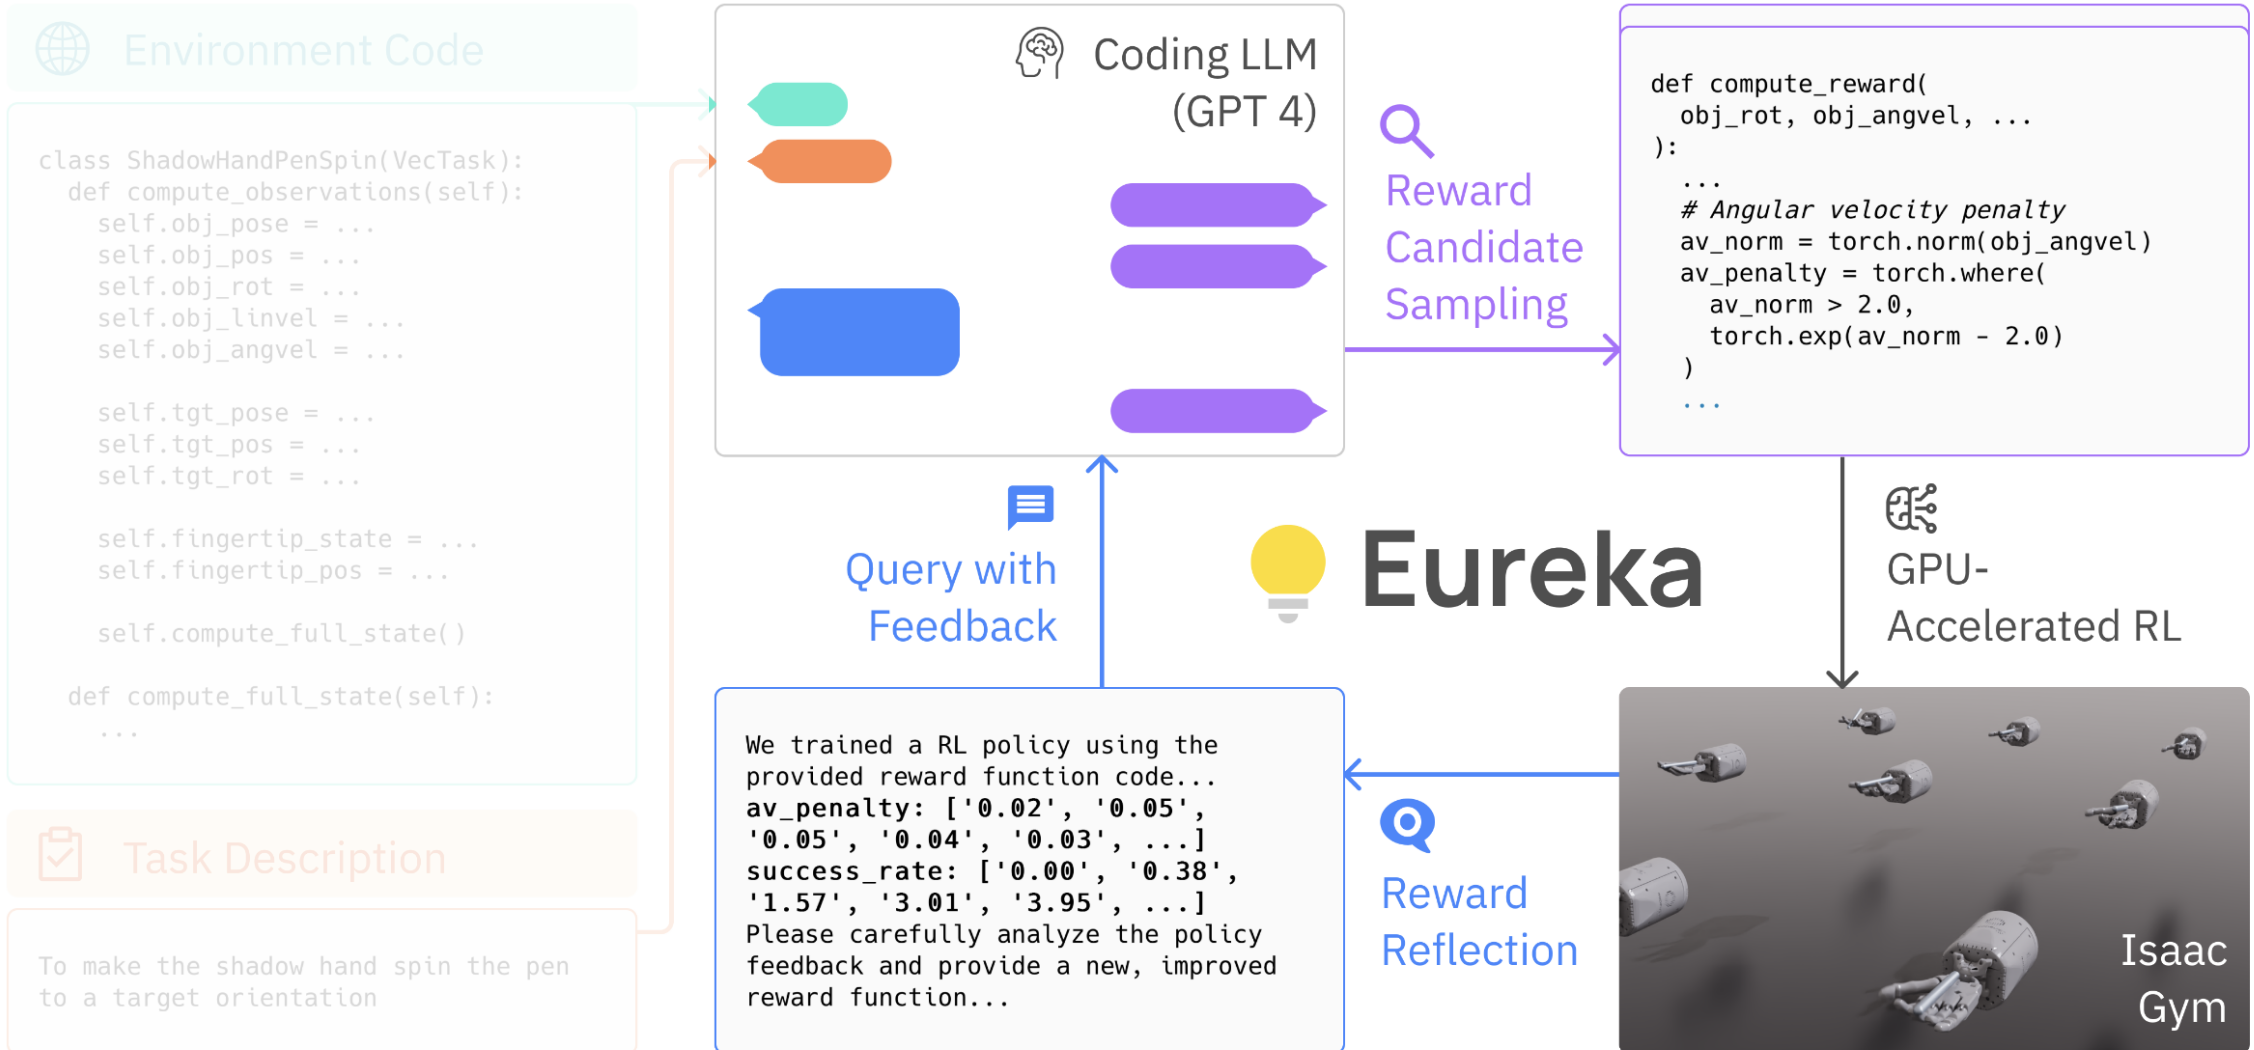 Environment Code
class ShadowHandPenSpin(VecTask):
  def compute_observations(self):
    self.obj_pose = ...
    self.obj_pos = ...
    self.obj_rot = ...
    self.obj_linvel = ...
    self.obj_angvel = ...
    self.tgt_pose = ...
    self.tgt_pos = ...
    self.tgt_rot = ...
    self.fingertip_state = ...
    self.fingertip_pos = ...
    self.compute_full_state()
  def compute_full_state(self):
    ...
Task Description
To make the shadow hand spin the pen
to a target orientation
Coding LLM
(GPT 4)
Reward
Candidate
Sampling
def compute_reward(
  obj_rot, obj_angvel, ...
):
  ...
  # Angular velocity penalty
  av_norm = torch.norm(obj_angvel)
  av_penalty = torch.where(
    av_norm > 2.0,
    torch.exp(av_norm - 2.0)
  )
  ...
Query with
Feedback
Eureka
GPU-
Accelerated RL
We trained a RL policy using the
provided reward function code...
av_penalty: ['0.02', '0.05',
'0.05', '0.04', '0.03', ...]
success_rate: ['0.00', '0.38',
'1.57', '3.01', '3.95', ...]
Please carefully analyze the policy
feedback and provide a new, improved
reward function...
Reward
Reflection
Isaac
Gym